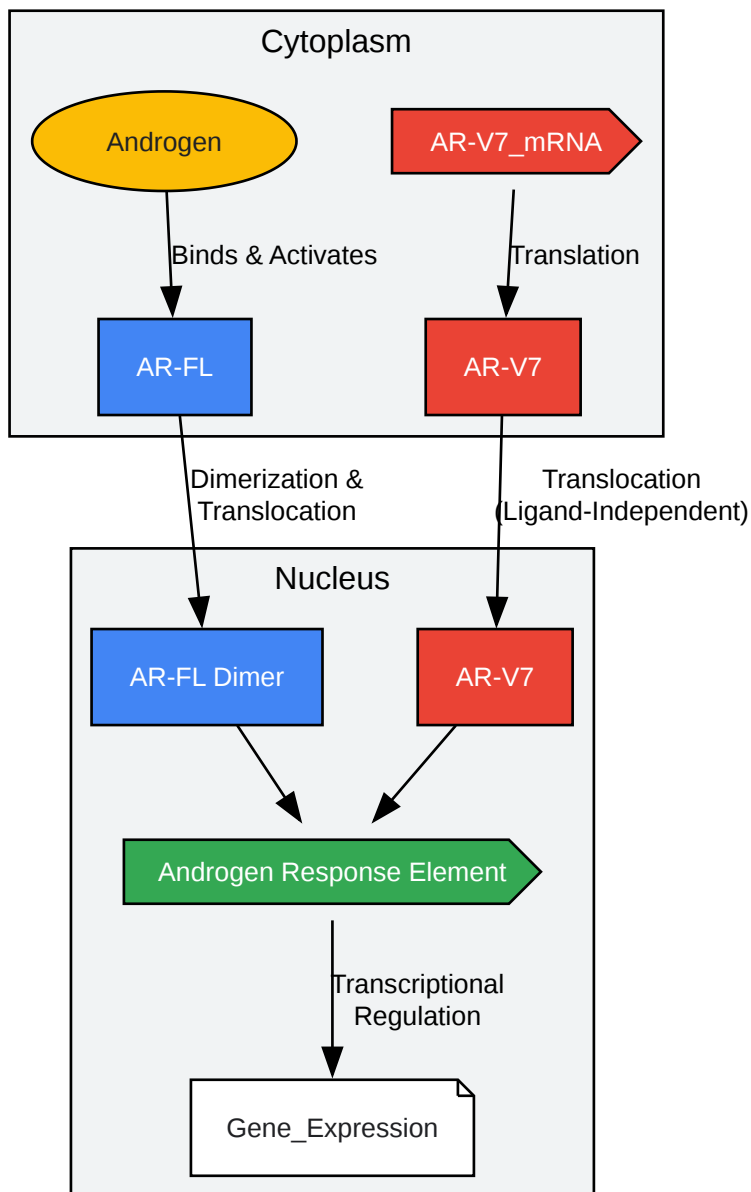 Cytoplasm
Androgen
AR-V7_mRNA
Binds & Activates
Translation
AR-FL
AR-V7
Dimerization &
Translocation
Translocation
(Ligand-Independent)
Nucleus
AR-FL Dimer
AR-V7
Androgen Response Element
Transcriptional
Regulation
Gene_Expression